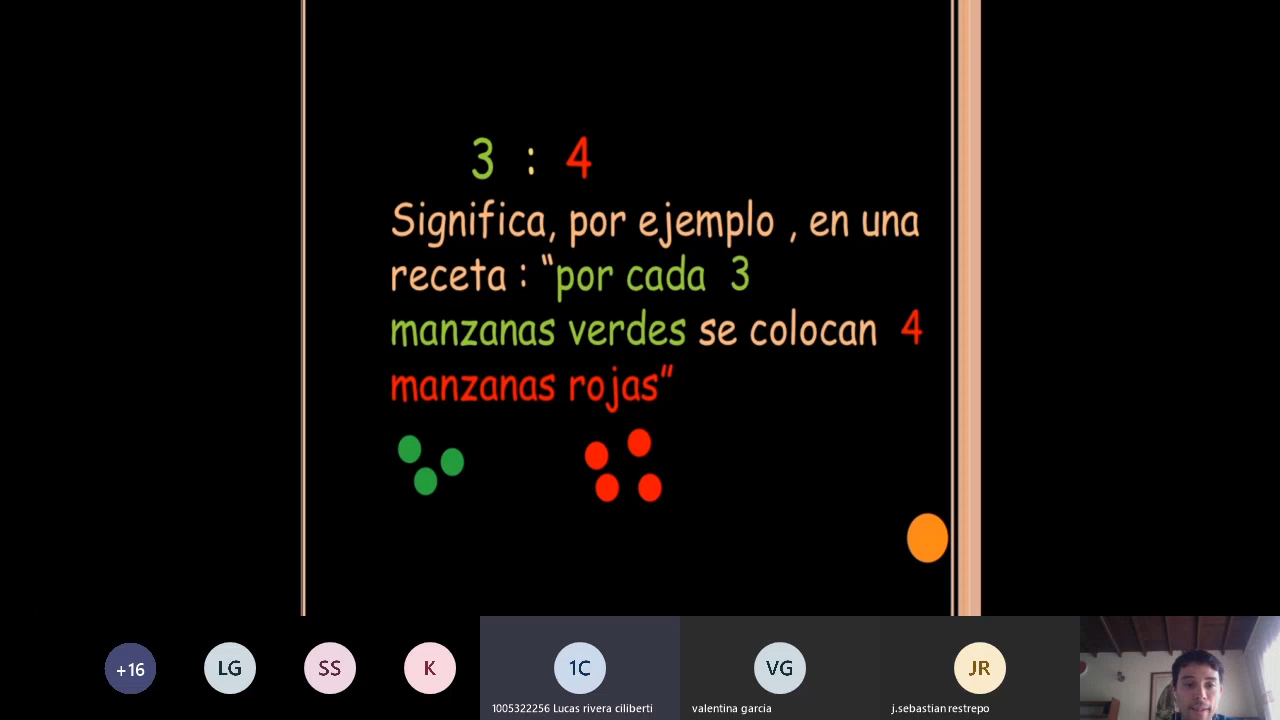 3 : 4
Significa, por ejemplo , en una
receta : “por cada 3
manzanas verdes se colocan 4
manzanas rojas”
+16
LG
SS
K
1C
VG
JR
1005322256 Lucas rivera ciliberti
valentina garcia
j.sebastian restrepo